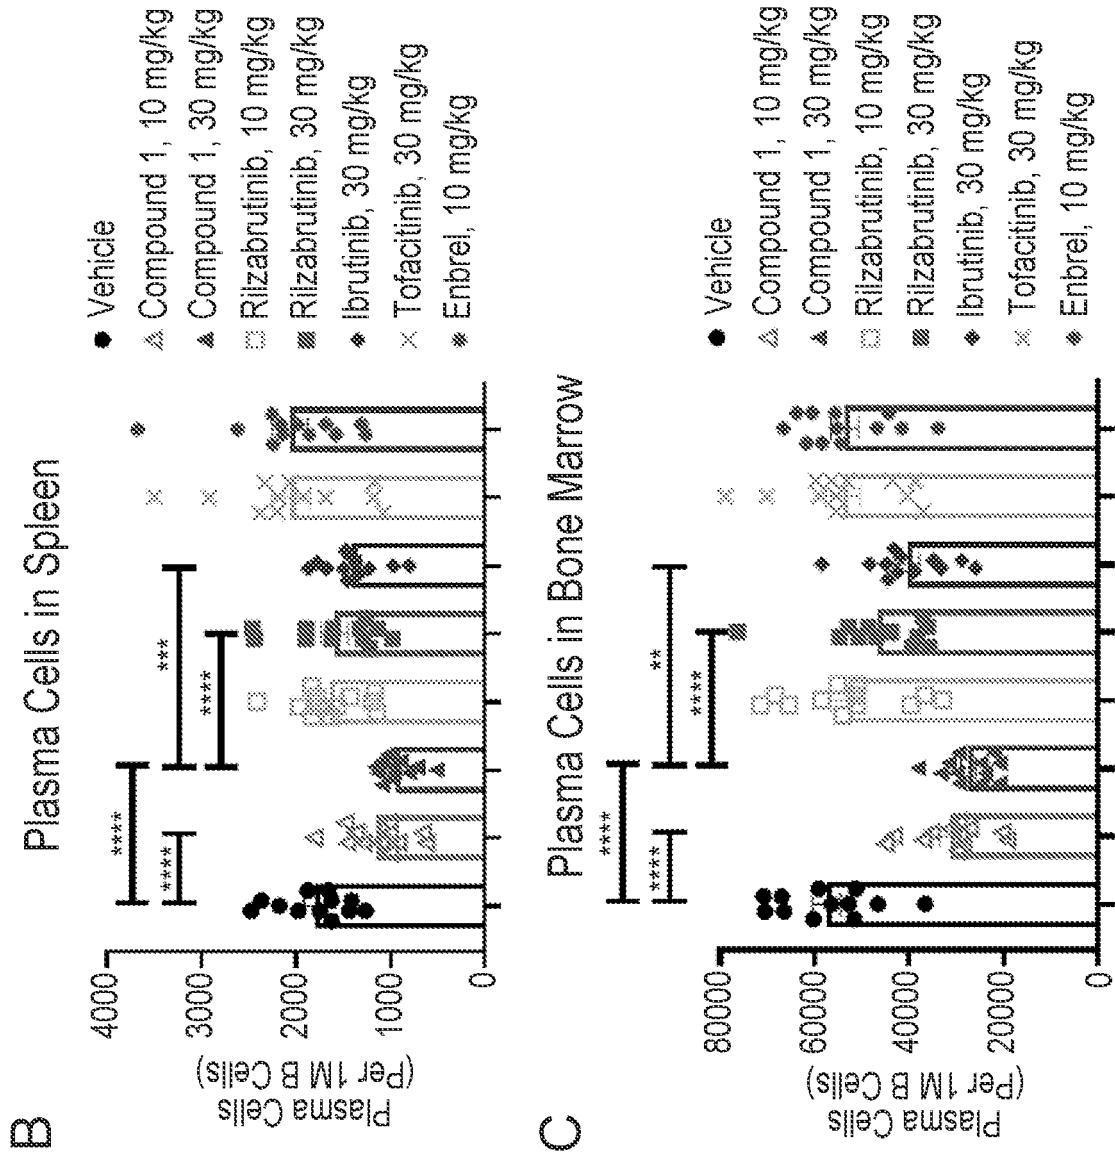 B
Plasma Cells in Spleen
Plasma Cells
(Per 1M B Cells)
4000
3000
2000
1000
0
****
****
***
****
Vehicle
Compound 1, 10 mg/kg
Compound 1, 30 mg/kg
Rilzabrutinib, 10 mg/kg
Rilzabrutinib, 30 mg/kg
Ibrutinib, 30 mg/kg
Tofacitinib, 30 mg/kg
Enbrel, 10 mg/kg
C
Plasma Cells in Bone Marrow
Plasma Cells
(Per 1M B Cells)
80000
60000
40000
20000
0
****
****
**
****
Vehicle
Compound 1, 10 mg/kg
Compound 1, 30 mg/kg
Rilzabrutinib, 10 mg/kg
Rilzabrutinib, 30 mg/kg
Ibrutinib, 30 mg/kg
Tofacitinib, 30 mg/kg
Enbrel, 10 mg/kg